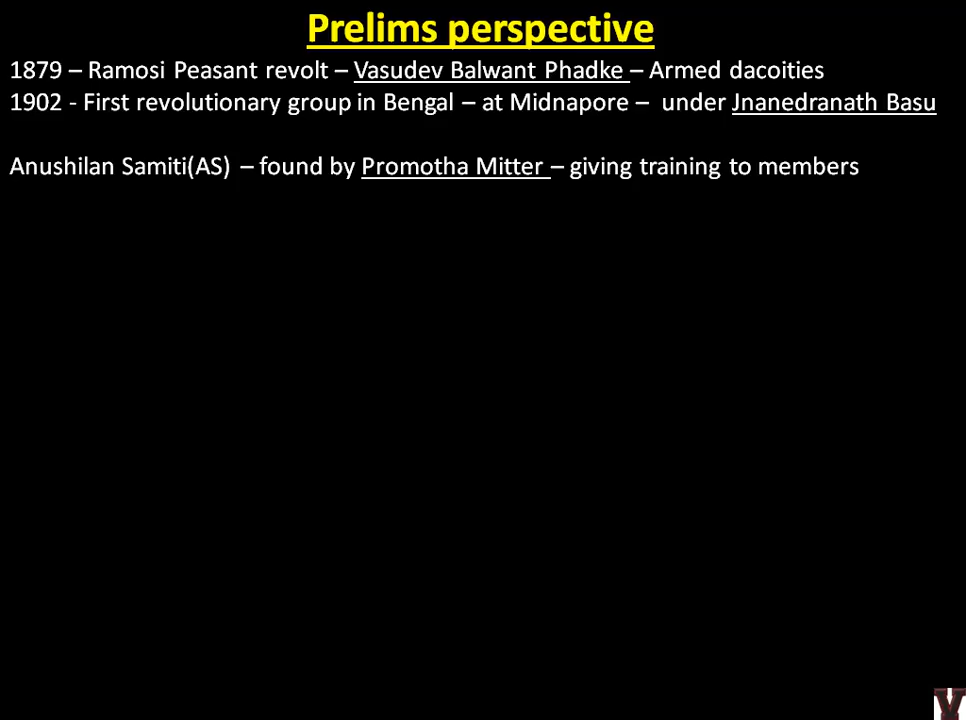 Prelims perspective
1879 – Ramosi Peasant revolt – Vasudev Balwant Phadke – Armed dacoities
1902 - First revolutionary group in Bengal – at Midnapore – under Jnanedranath Basu
Anushilan Samiti(AS) – found by Promotha Mitter – giving training to members